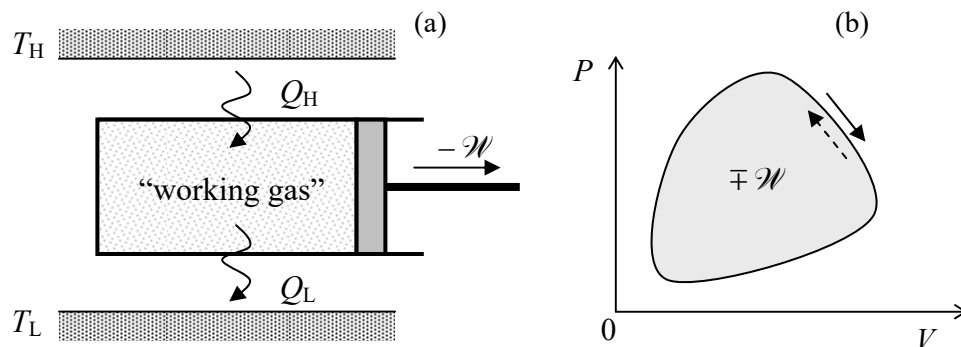 (a)
T_H
Q_H
– 𝒲
“working gas”
Q_L
T_L
(b)
P
∓ 𝒲
0
V